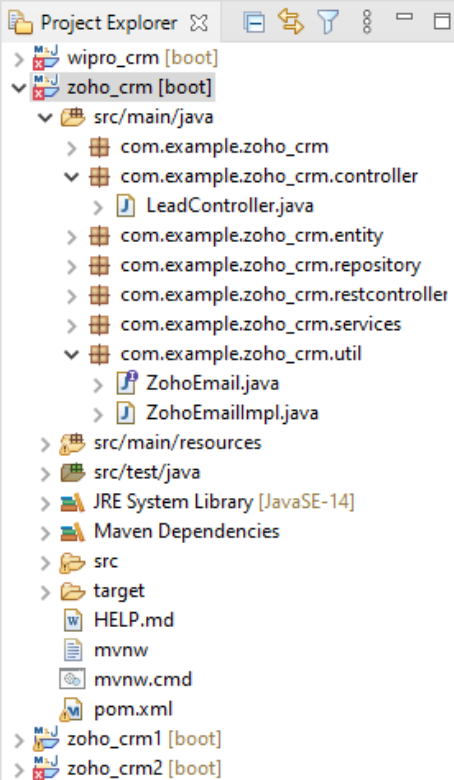 Project Explorer
wipro_crm [boot]
zoho_crm [boot]
src/main/java
com.example.zoho_crm
com.example.zoho_crm.controller
LeadController.java
com.example.zoho_crm.entity
com.example.zoho_crm.repository
com.example.zoho_crm.restcontroller
com.example.zoho_crm.services
com.example.zoho_crm.util
ZohoEmail.java
ZohoEmailImpl.java
src/main/resources
src/test/java
JRE System Library [JavaSE-14]
Maven Dependencies
src
target
HELP.md
mvnw
mvnw.cmd
pom.xml
zoho_crm1 [boot]
zoho_crm2 [boot]